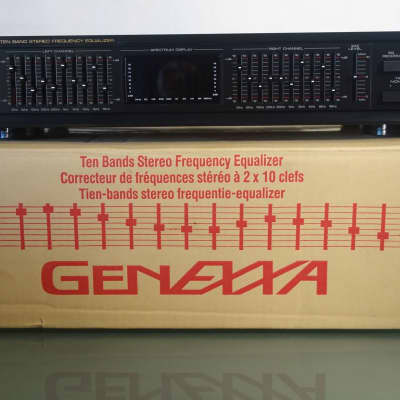 TEN BAND STEREO FREQUENCY EQUALIZER
LEFT CHANNEL
SPECTRUM DISPLAY
RIGHT CHANNEL
LEVEL
Ten Bands Stereo Frequency Equalizer
Correcteur de fréquences stéréo à 2 x 10 clefs
Tien-bands stereo frequentie-equalizer
GENEXXA